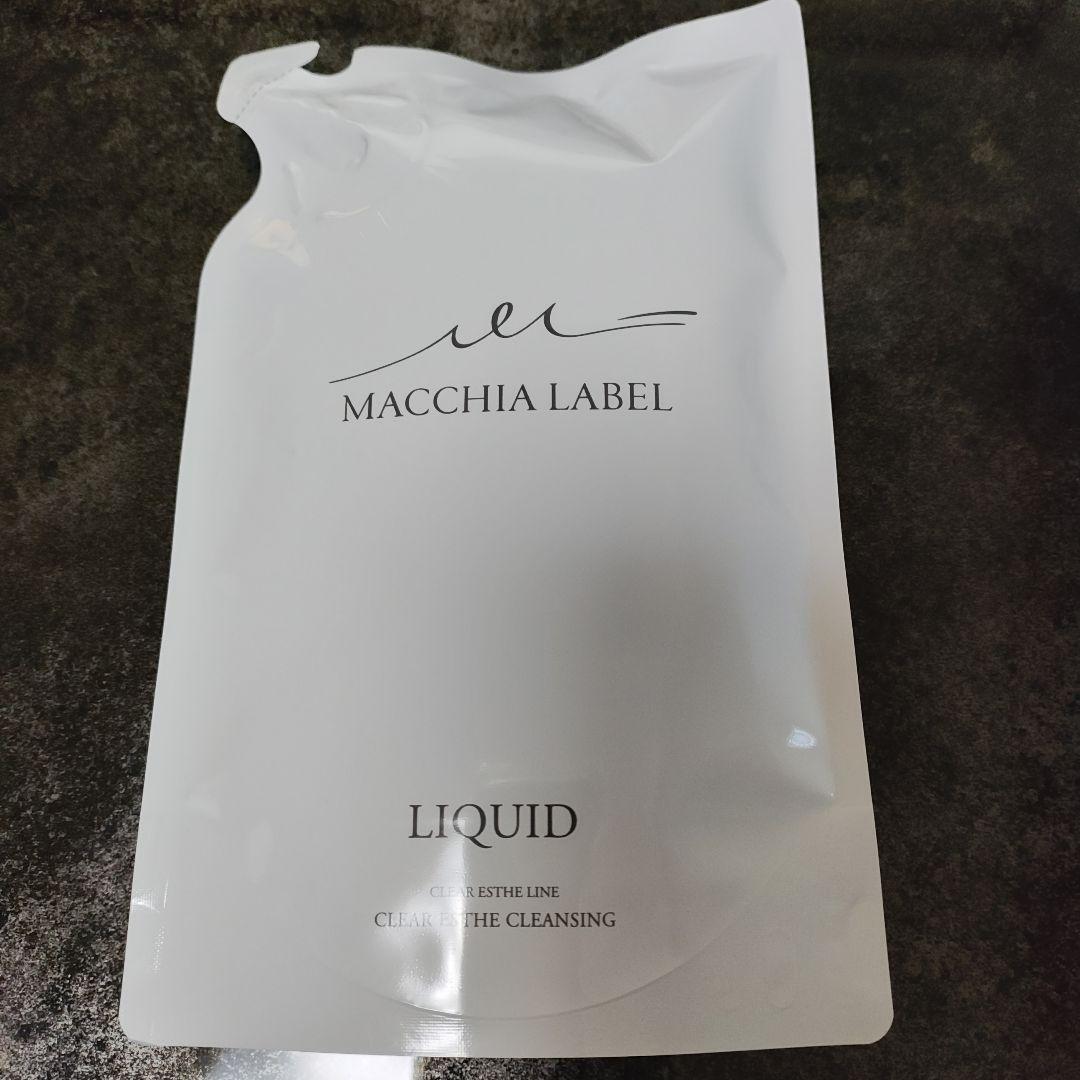 MACCHIA LABEL
LIQUID
CLEAR ESTHE LINE
CLEAR ESTHE CLEANSING